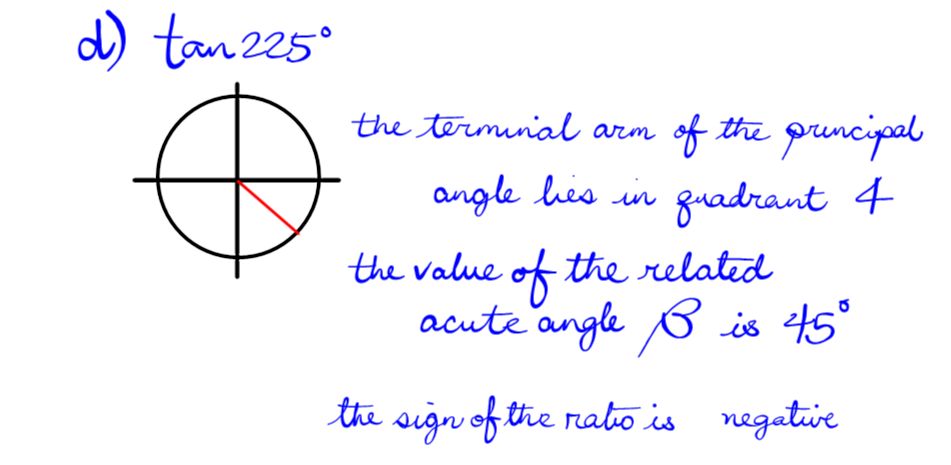 d) tan 225°
the terminal arm of the principal
angle lies in quadrant 4
the value of the related
acute angle β is 45°
the sign of the ratio is negative